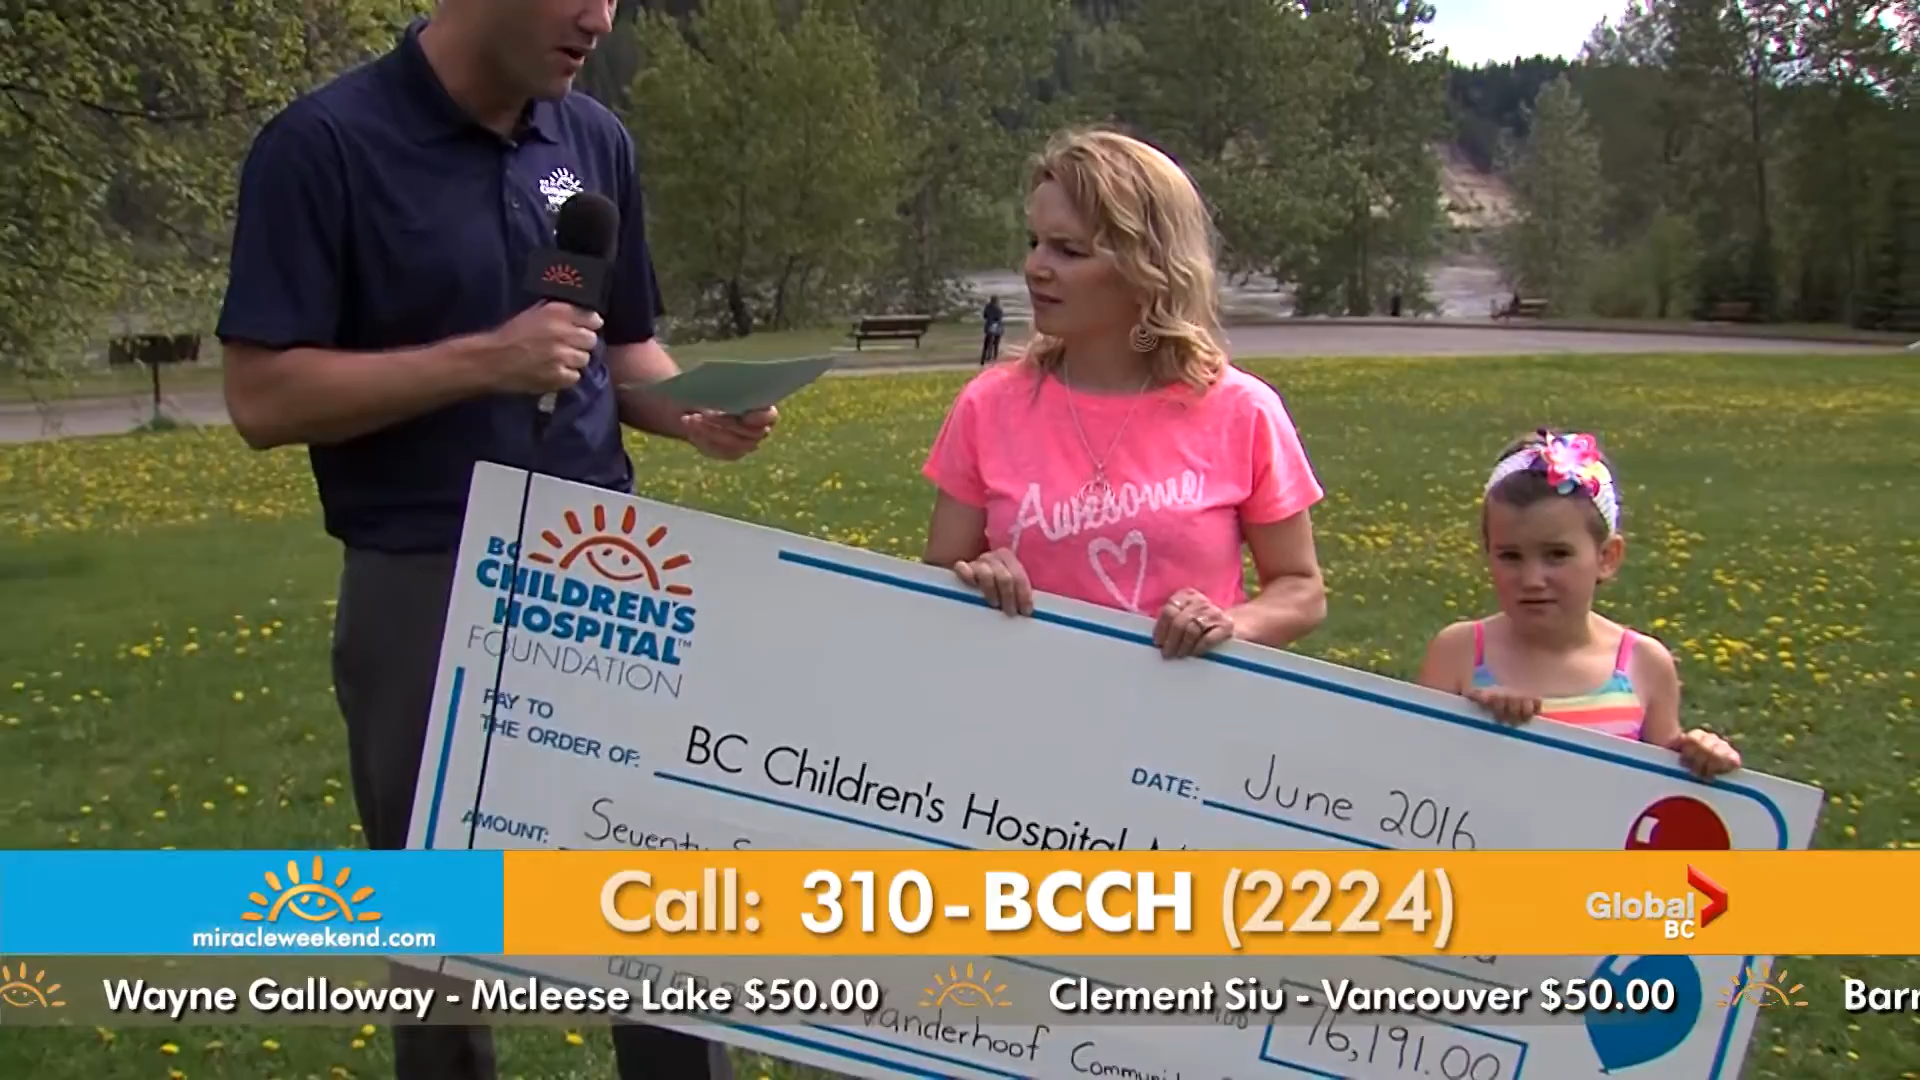 Awesome
BC
CHILDREN'S
HOSPITAL™
FOUNDATION
PAY TO
THE ORDER OF:
BC Children's Hospital
DATE: June 2016
AMOUNT: Seventy
Call: 310-BCCH (2224)
Global
BC
miracleweekend.com
Wayne Galloway - Mcleese Lake $50.00
Clement Siu - Vancouver $50.00
Vanderhoof
76,191.00